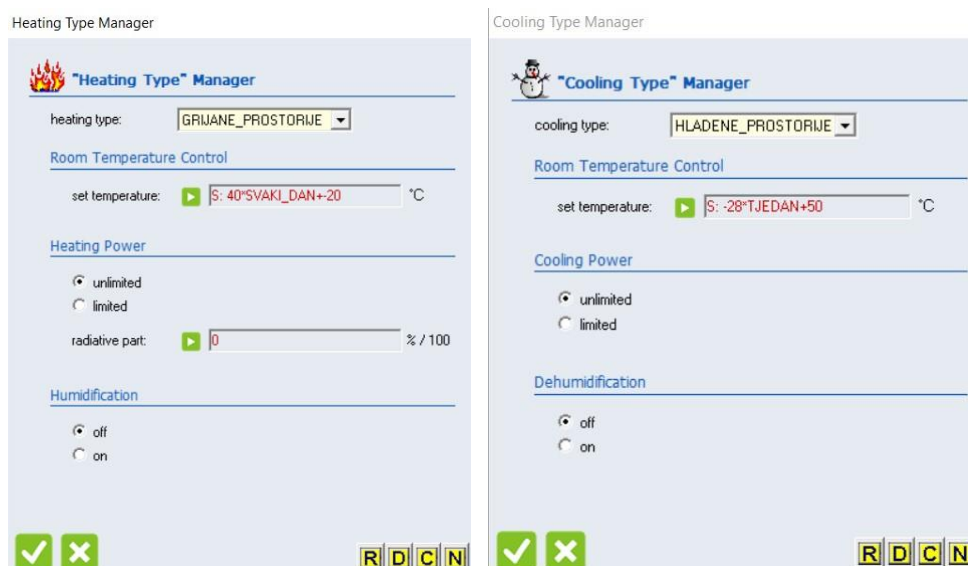 Heating Type Manager
"Heating Type" Manager
heating type: GRIJANE_PROSTORIJE
Room Temperature Control
set temperature: S: 40*SVAKI_DAN+-20 °C
Heating Power
unlimited
limited
radiative part: 0 % / 100
Humidification
off
on
R D C N
Cooling Type Manager
"Cooling Type" Manager
cooling type: HLADENE_PROSTORIJE
Room Temperature Control
set temperature: S: -28*TJEDAN+50 °C
Cooling Power
unlimited
limited
Dehumidification
off
on
R D C N